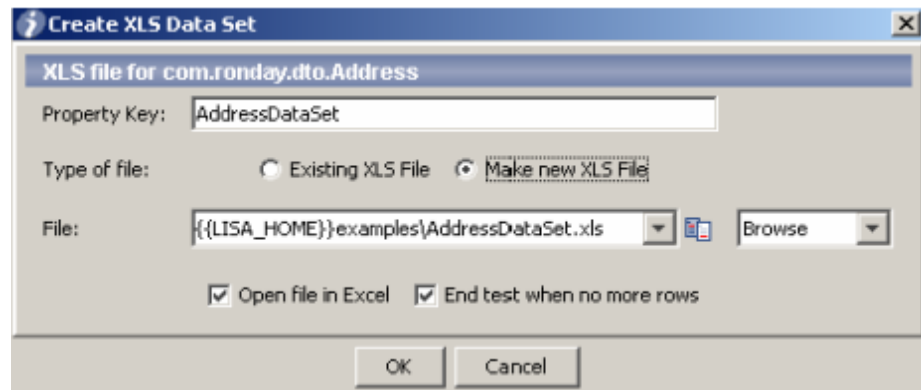 Create XLS Data Set
XLS file for com.ronday.dto.Address
Property Key: AddressDataSet
Type of file: Existing XLS File Make new XLS File
File: {{LISA_HOME}}examples\AddressDataSet.xls Browse
Open file in Excel End test when no more rows
OK Cancel